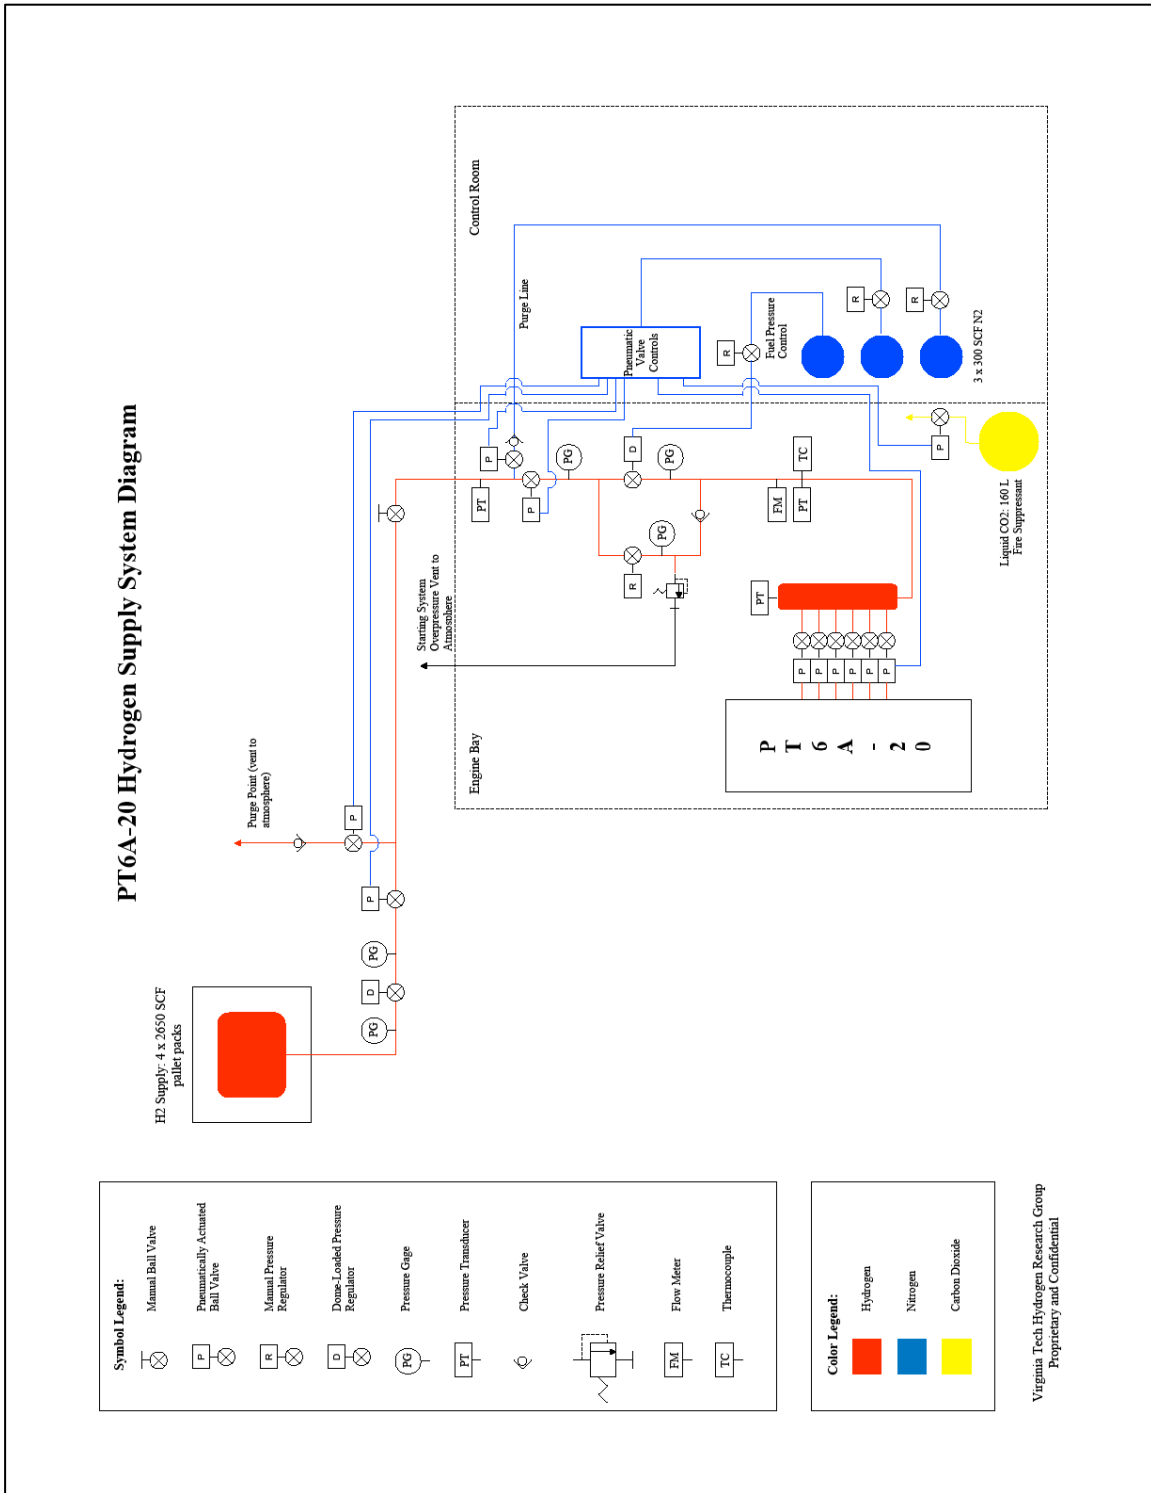 PT6A-20 Hydrogen Supply System Diagram
H2 Supply: 4 x 2650 SCF
pallet packs
PG
D
PG
P
P
Purge Point (vent to
atmosphere)
Engine Bay
Control Room
Starting System
Overpressure Vent to
Atmosphere
Purge Line
PT
P
P
PG
D
PG
R
PG
FM
PT
TC
PT
P
P
P
P
P
P
PT6A-20
Pneumatic
Valve
Controls
R
Fuel Pressure
Control
R
R
3 x 300 SCF N2
P
Liquid CO2: 160 L
Fire Suppressant
Symbol Legend:
Manual Ball Valve
P
Pneumatically Actuated
Ball Valve
R
Manual Pressure
Regulator
D
Dome-Loaded Pressure
Regulator
PG
Pressure Gage
PT
Pressure Transducer
Check Valve
Pressure Relief Valve
FM
Flow Meter
TC
Thermocouple
Color Legend:
Hydrogen
Nitrogen
Carbon Dioxide
Virginia Tech Hydrogen Research Group
Proprietary and Confidential